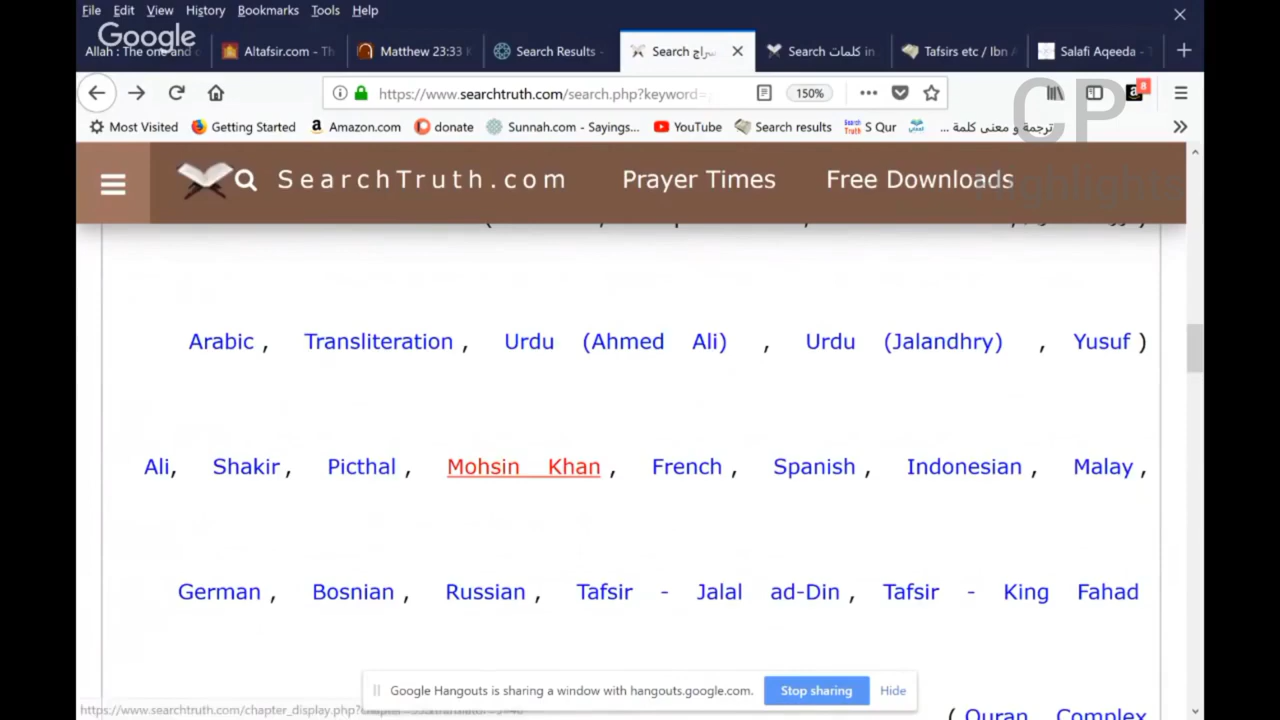 File Edit View History Bookmarks Tools Help
Google
Allah : The one and o Altafsir.com - Th Matthew 23:33 K Search Results - Search سراج Search كلمات in Tafsirs etc / Ibn A Salafi Aqeeda - T
https://www.searchtruth.com/search.php?keyword= 150% 8
Most Visited Getting Started Amazon.com donate Sunnah.com - Sayings,... YouTube Search results S Qur ترجمة و معنى كلمة ...
CP
Highlights
SearchTruth.com Prayer Times Free Downloads
Arabic , Transliteration , Urdu (Ahmed Ali) , Urdu (Jalandhry) , Yusuf )
Ali, Shakir, Picthal , Mohsin Khan , French , Spanish , Indonesian , Malay ,
German , Bosnian , Russian , Tafsir - Jalal ad-Din , Tafsir - King Fahad
Google Hangouts is sharing a window with hangouts.google.com. Stop sharing Hide
( Quran Complex